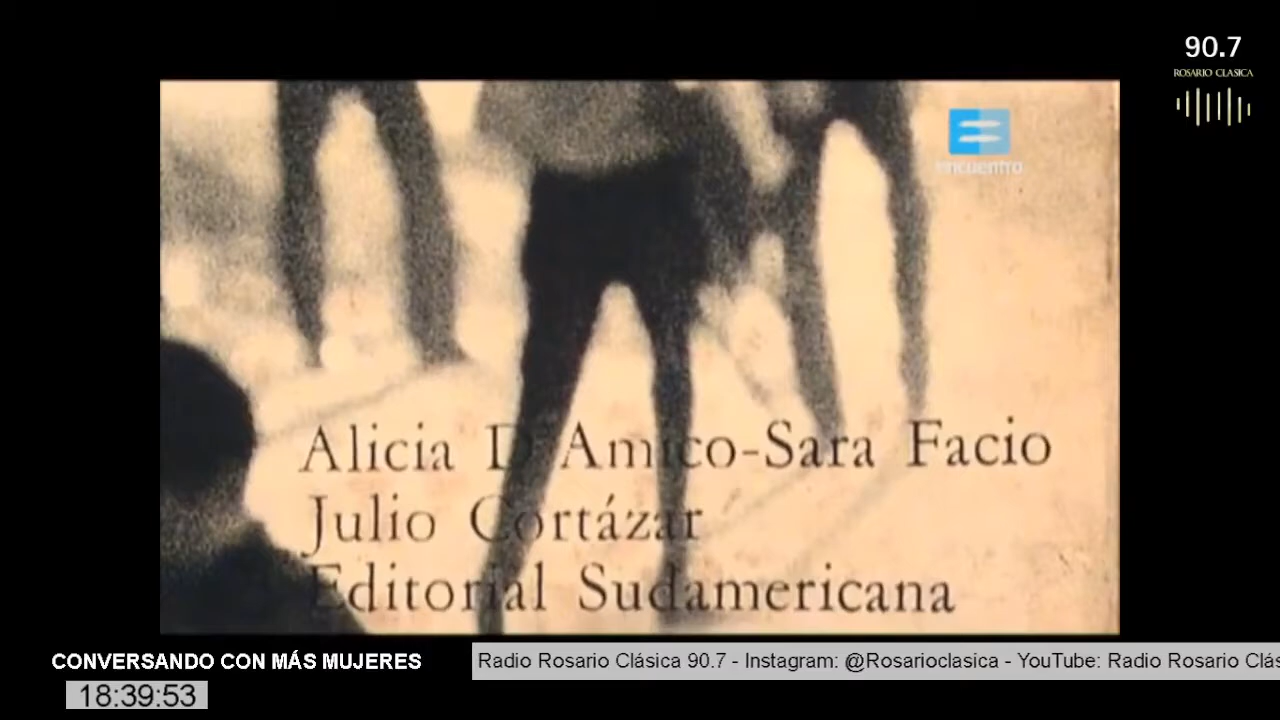 90.7
ROSARIO CLASICA
encuentro
Alicia D'Amico-Sara Facio
Julio Cortázar
Editorial Sudamericana
CONVERSANDO CON MÁS MUJERES
Radio Rosario Clásica 90.7 - Instagram: @Rosarioclasica - YouTube: Radio Rosario Clás
18:39:53